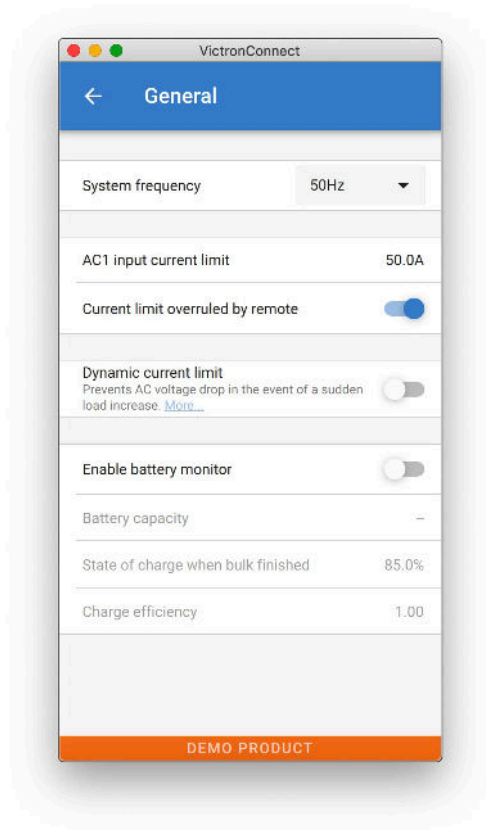 VictronConnect
General
System frequency 50Hz
AC1 input current limit 50.0A
Current limit overruled by remote
Dynamic current limit
Prevents AC voltage drop in the event of a sudden
load increase. More...
Enable battery monitor
Battery capacity –
State of charge when bulk finished 85.0%
Charge efficiency 1.00
DEMO PRODUCT